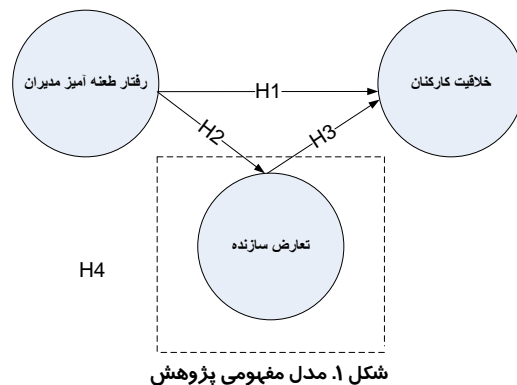 رفتار طعنه آمیز مدیران
خلاقیت کارکنان
H1
H2
H3
تعارض سازنده
H4
شکل ۱. مدل مفهومی پژوهش